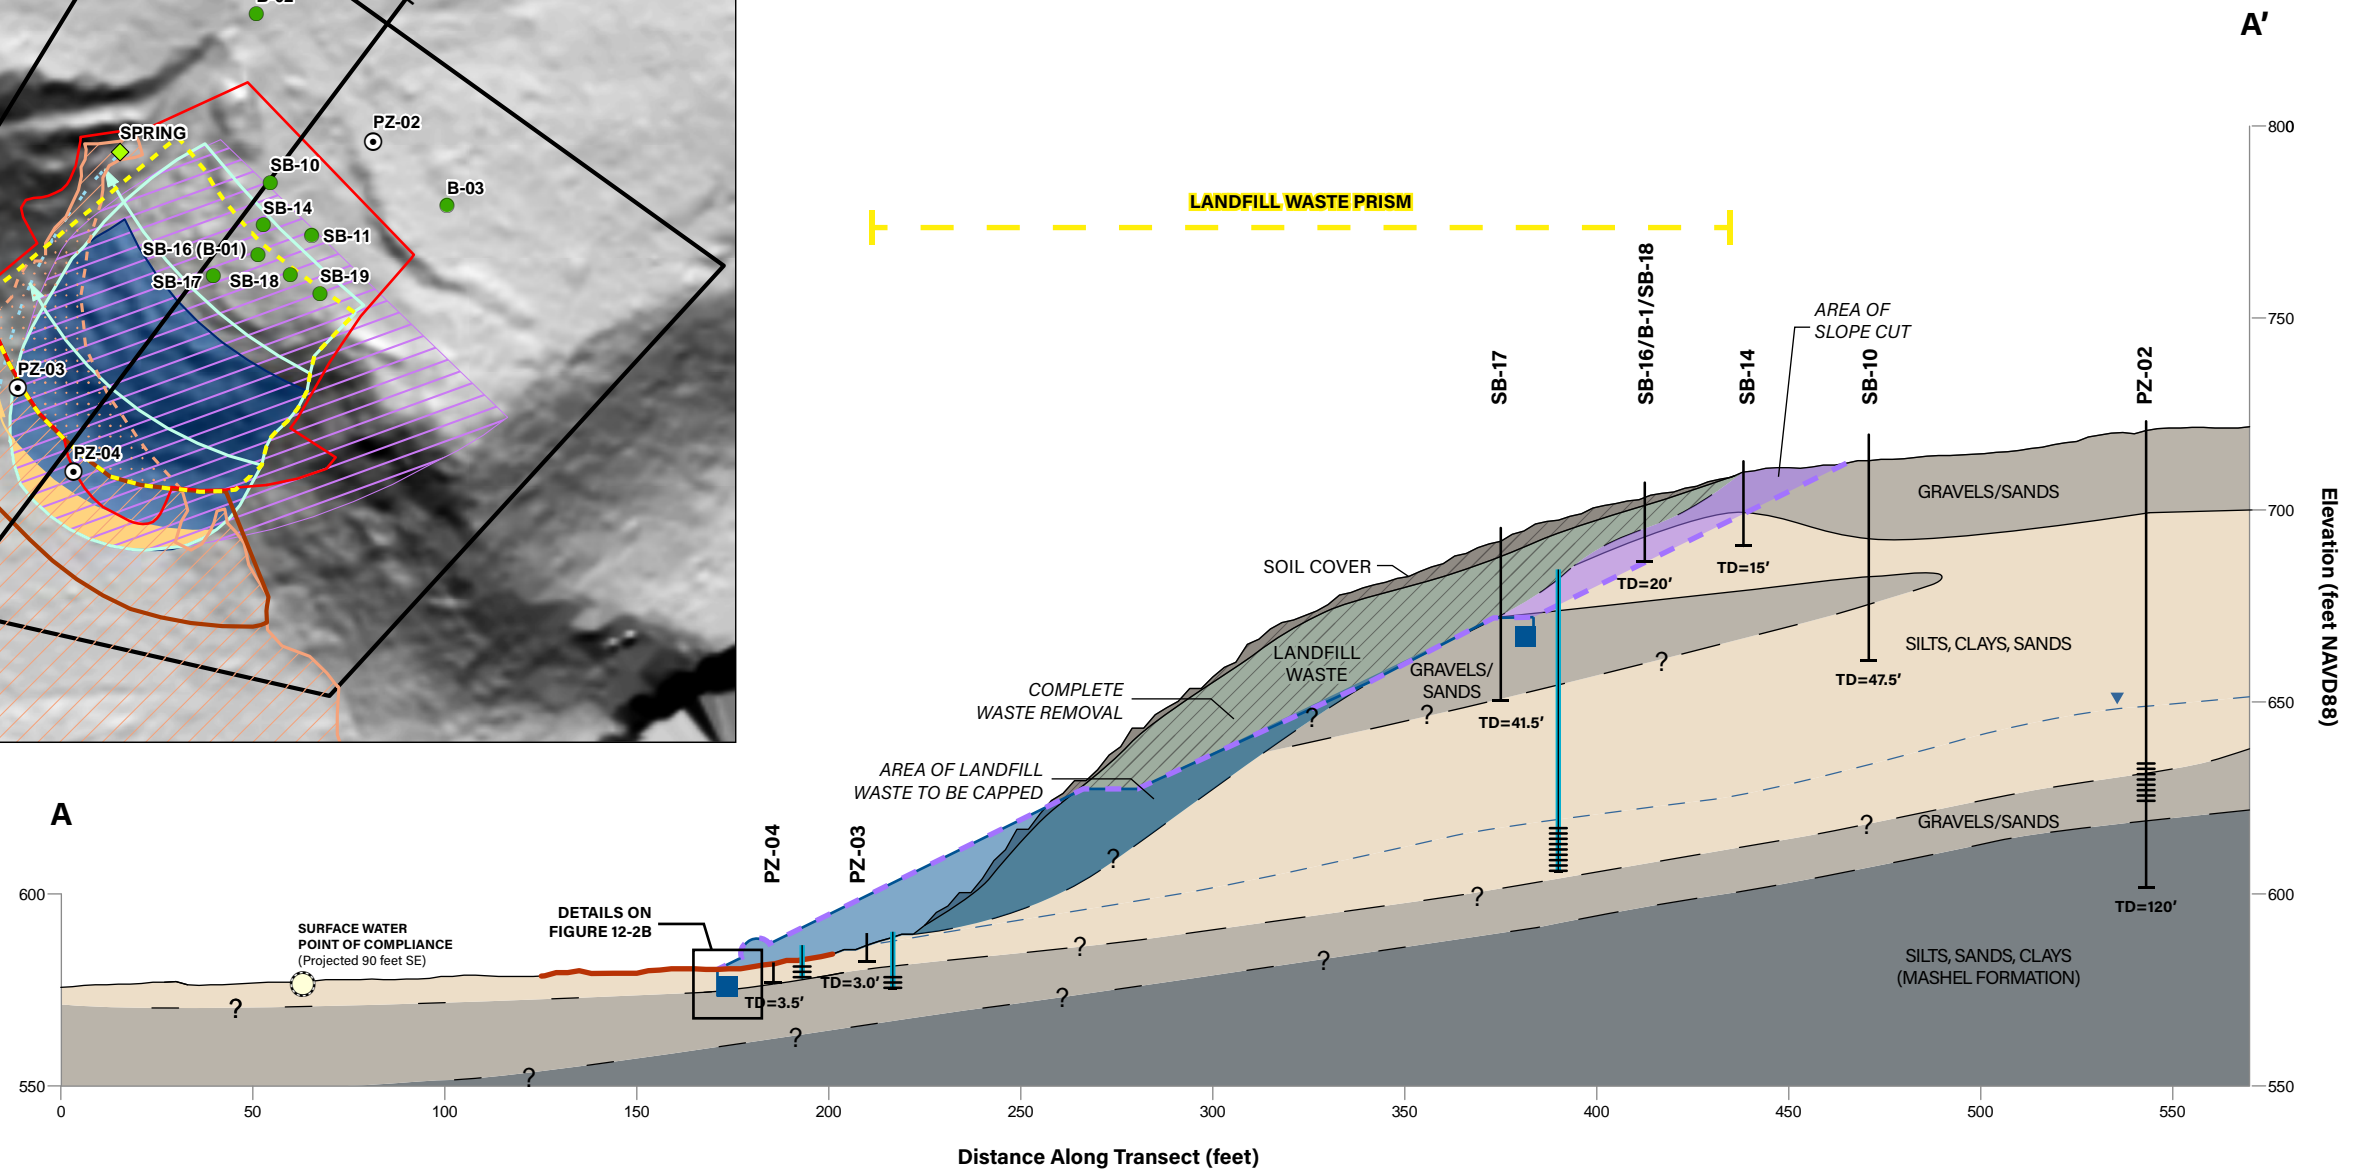 PZ-02
SPRING
SB-10
B-03
SB-14
SB-11
SB-16 (B-01)
SB-17
SB-18
SB-19
PZ-03
PZ-04
A
A′
LANDFILL WASTE PRISM
SB-17
SB-16/B-1/SB-18
SB-14
AREA OF
SLOPE CUT
SB-10
PZ-02
800
750
700
650
600
550
Elevation (feet NAVD88)
SOIL COVER
GRAVELS/SANDS
TD=20′
TD=15′
LANDFILL
WASTE
GRAVELS/
SANDS
SILTS, CLAYS, SANDS
TD=47.5′
TD=41.5′
COMPLETE
WASTE REMOVAL
AREA OF LANDFILL
WASTE TO BE CAPPED
?
?
?
?
?
?
?
?
?
?
?
?
?
GRAVELS/SANDS
TD=120′
SILTS, SANDS, CLAYS
(MASHEL FORMATION)
PZ-04
PZ-03
DETAILS ON
FIGURE 12-2B
SURFACE WATER
POINT OF COMPLIANCE
(Projected 90 feet SE)
TD=3.5′
TD=3.0′
600
550
0
50
100
150
200
250
300
350
400
450
500
550
Distance Along Transect (feet)